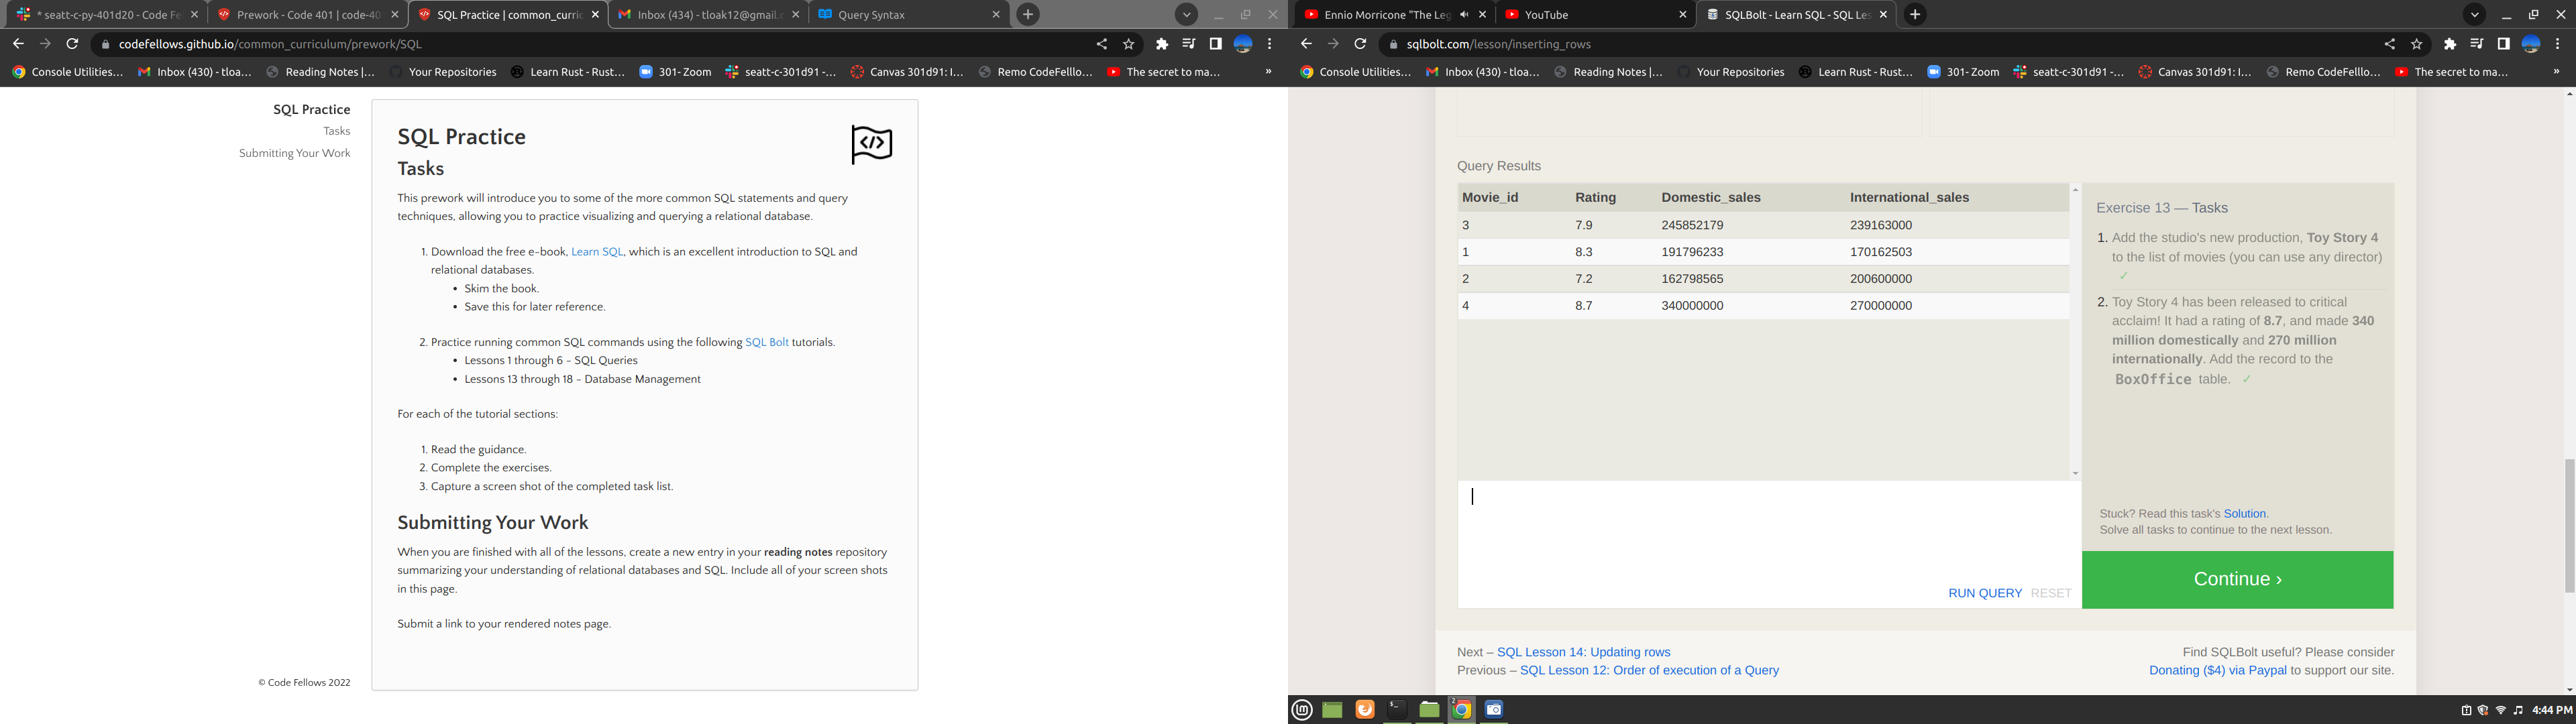 * seatt-c-py-401d20 - Code Fe
Prework - Code 401 | code-40
SQL Practice | common_curric
Inbox (434) - tloak12@gmail.c
Query Syntax
codefellows.github.io/common_curriculum/prework/SQL
Console Utilities...
Inbox (430) - tloa...
Reading Notes |...
Your Repositories
Learn Rust - Rust...
301- Zoom
seatt-c-301d91 -...
Canvas 301d91: I...
Remo CodeFelllo...
The secret to ma...
»
SQL Practice
Tasks
Submitting Your Work
© Code Fellows 2022
SQL Practice
</>
Tasks
This prework will introduce you to some of the more common SQL statements and query
techniques, allowing you to practice visualizing and querying a relational database.
1. Download the free e-book, Learn SQL, which is an excellent introduction to SQL and
relational databases.
• Skim the book.
• Save this for later reference.
2. Practice running common SQL commands using the following SQL Bolt tutorials.
• Lessons 1 through 6 - SQL Queries
• Lessons 13 through 18 - Database Management
For each of the tutorial sections:
1. Read the guidance.
2. Complete the exercises.
3. Capture a screen shot of the completed task list.
Submitting Your Work
When you are finished with all of the lessons, create a new entry in your reading notes repository
summarizing your understanding of relational databases and SQL. Include all of your screen shots
in this page.
Submit a link to your rendered notes page.
Ennio Morricone "The Leg
YouTube
SQLBolt - Learn SQL - SQL Les
sqlbolt.com/lesson/inserting_rows
Console Utilities...
Inbox (430) - tloa...
Reading Notes |...
Your Repositories
Learn Rust - Rust...
301- Zoom
seatt-c-301d91 -...
Canvas 301d91: I...
Remo CodeFelllo...
The secret to ma...
»
Query Results
Movie_id Rating Domestic_sales International_sales
3 7.9 245852179 239163000
1 8.3 191796233 170162503
2 7.2 162798565 200600000
4 8.7 340000000 270000000
RUN QUERY RESET
Exercise 13 — Tasks
1. Add the studio's new production, Toy Story 4
to the list of movies (you can use any director)
✓
2. Toy Story 4 has been released to critical
acclaim! It had a rating of 8.7, and made 340
million domestically and 270 million
internationally. Add the record to the
BoxOffice table. ✓
Stuck? Read this task's Solution.
Solve all tasks to continue to the next lesson.
Continue ›
Next – SQL Lesson 14: Updating rows
Previous – SQL Lesson 12: Order of execution of a Query
Find SQLBolt useful? Please consider
Donating ($4) via Paypal to support our site.
2
4:44 PM